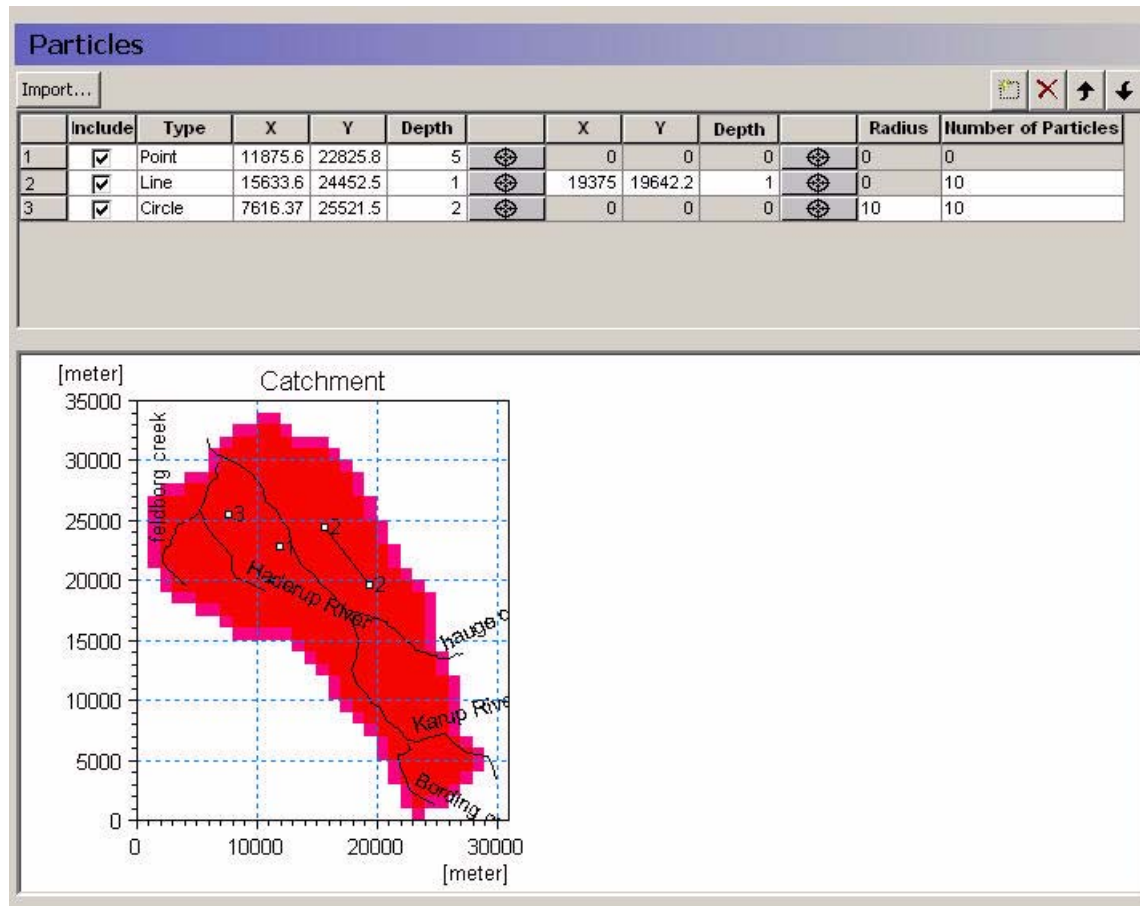 Particles
Import...
Include Type X Y Depth X Y Depth Radius Number of Particles
1 Point 11875.6 22825.8 5 0 0 0 0 0
2 Line 15633.6 24452.5 1 19375 19642.2 1 0 10
3 Circle 7616.37 25521.5 2 0 0 0 10 10
[meter]
Catchment
35000
30000
25000
20000
15000
10000
5000
0
feldborg creek
3
2
1
2
Haderup River
hauge c
Karup Rive
Bording
0 10000 20000 30000
[meter]